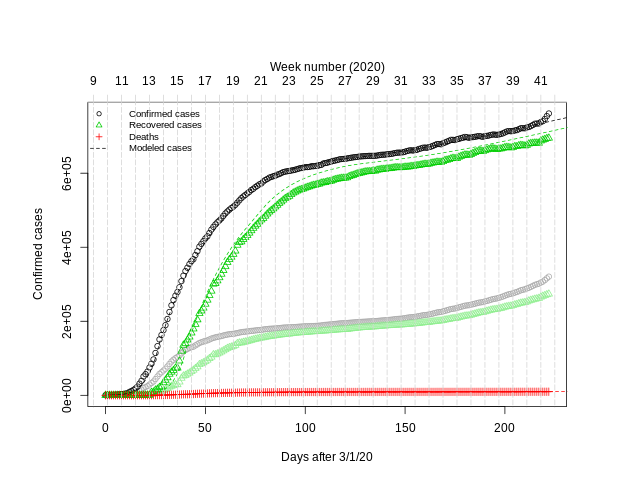 Week number (2020)
9 11 13 15 17 19 21 23 25 27 29 31 33 35 37 39 41
Confirmed cases
Recovered cases
Deaths
Modeled cases
Confirmed cases
6e+05
4e+05
2e+05
0e+00
0 50 100 150 200
Days after 3/1/20